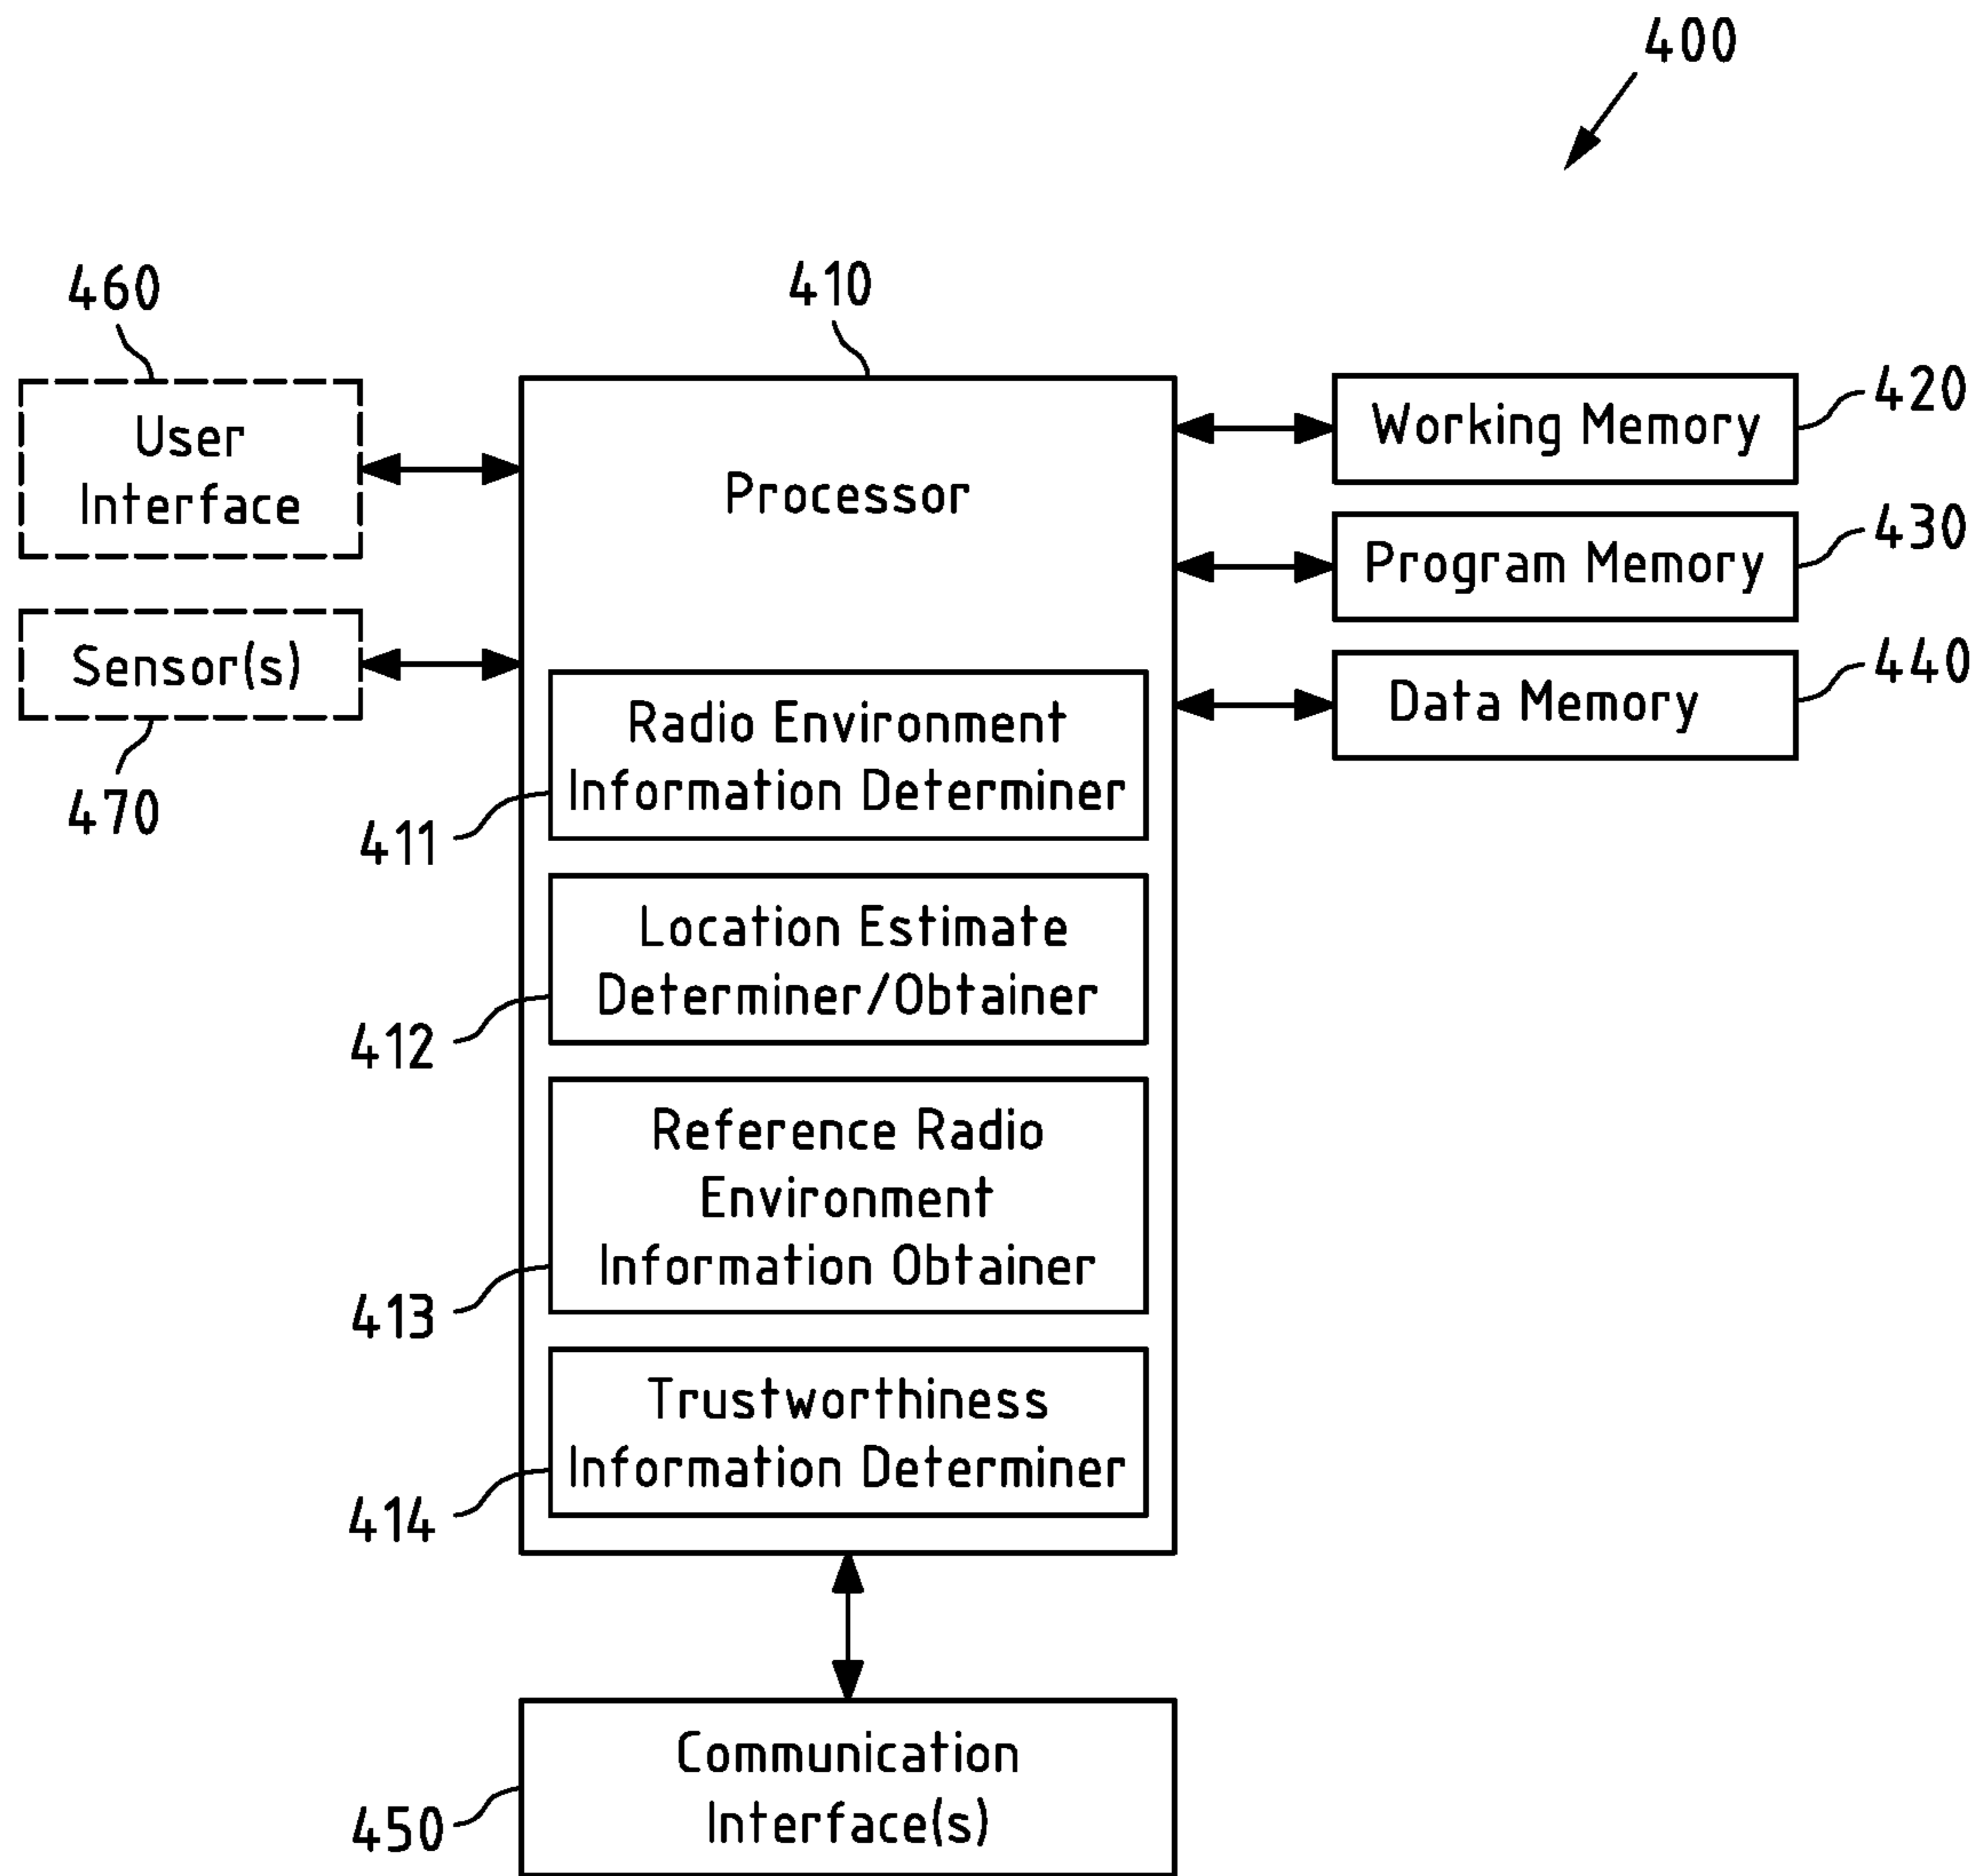 400
460
410
User
Interface
Processor
Working Memory
420
Program Memory
430
Sensor(s)
470
Data Memory
440
Radio Environment
Information Determiner
411
Location Estimate
Determiner/Obtainer
412
Reference Radio
Environment
Information Obtainer
413
Trustworthiness
Information Determiner
414
Communication
Interface(s)
450